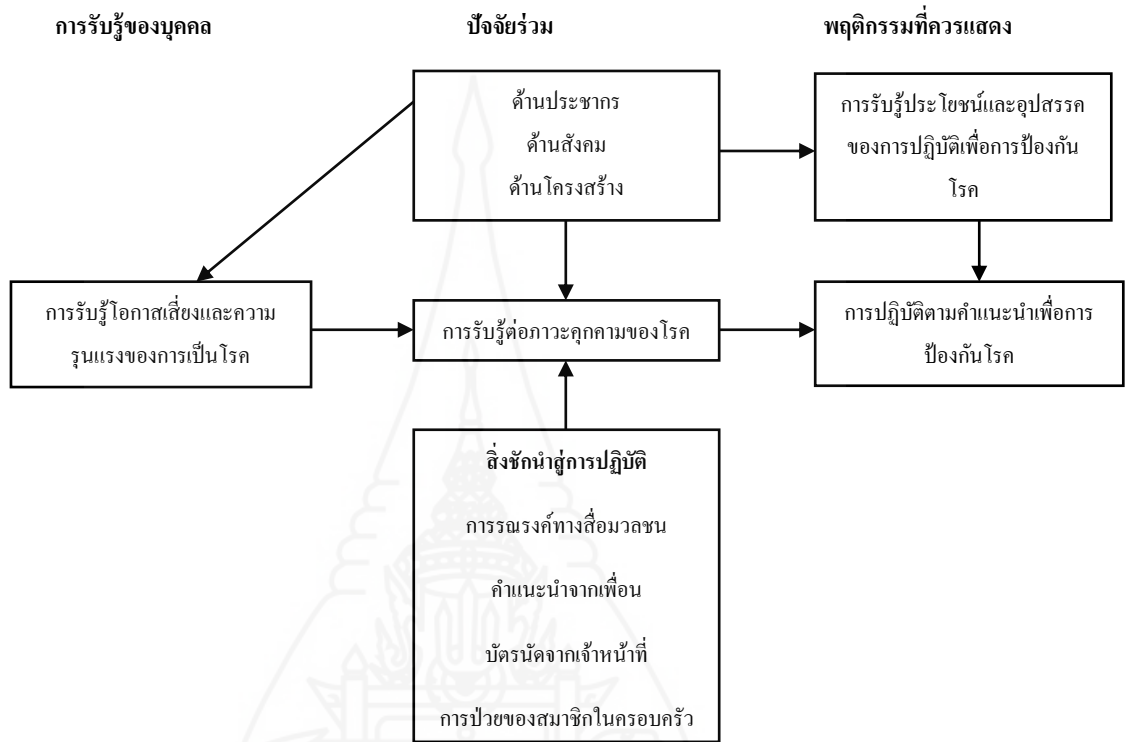 การรับรู้ของบุคคล
ปัจจัยร่วม
พฤติกรรมที่ควรแสดง
ด้านประชากร
ด้านสังคม
ด้านโครงสร้าง
การรับรู้ประโยชน์และอุปสรรค
ของการปฏิบัติเพื่อการป้องกัน
โรค
การรับรู้โอกาสเสี่ยงและความ
รุนแรงของการเป็นโรค
การรับรู้ต่อภาวะคุกคามของโรค
การปฏิบัติตามคำแนะนำเพื่อการ
ป้องกันโรค
สิ่งชักนำสู่การปฏิบัติ
การรณรงค์ทางสื่อมวลชน
คำแนะนำจากเพื่อน
บัตรนัดจากเจ้าหน้าที่
การป่วยของสมาชิกในครอบครัว